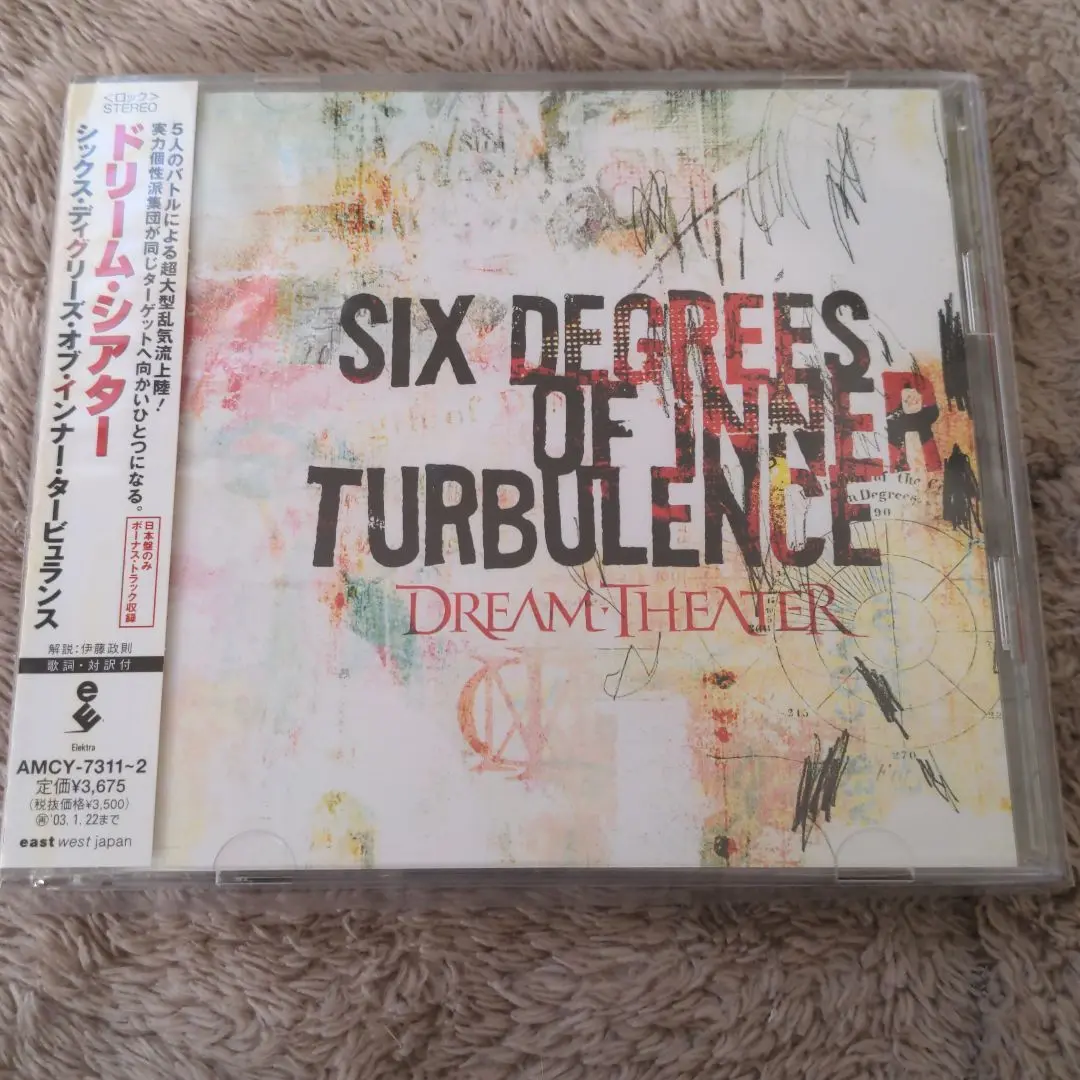 <ロック>
STEREO
5人のバトルによる超大型乱気流上陸!
実力個性派集団が同じターゲットへ向かいひとつになる。
ドリーム・シアター
シックス・ディグリーズ・オブ・インナー・タービュランス
日本盤のみ
ボーナス・トラック収録
解説:伊藤政則
歌詞・対訳付
Elektra
AMCY-7311~2
定価¥3,675
(税抜価格¥3,500)
㊢'03.1.22まで
east west japan
SIX DEGREES
OF INNER
TURBULENCE
DREAM·THEATER
of the
n Degrees.
90
245
270